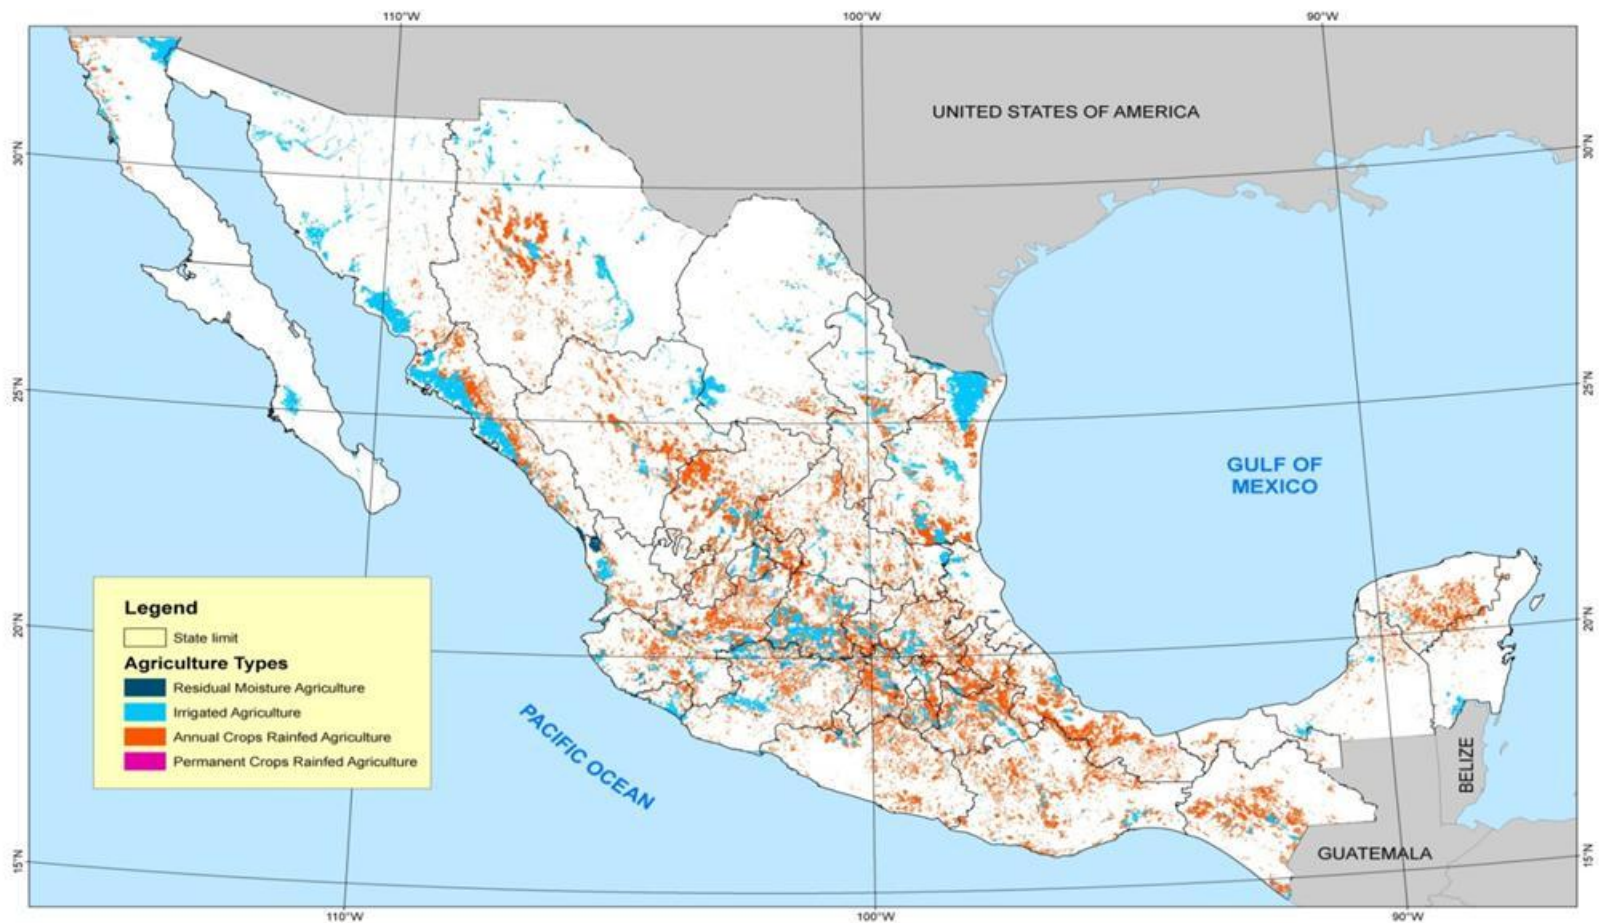 110°W 100°W 90°W
UNITED STATES OF AMERICA
30°N 30°N
25°N 25°N
GULF OF
MEXICO
Legend
State limit
Agriculture Types
Residual Moisture Agriculture
Irrigated Agriculture
Annual Crops Rainfed Agriculture
Permanent Crops Rainfed Agriculture
20°N 20°N
PACIFIC OCEAN
BELIZE
GUATEMALA
15°N 15°N
110°W 100°W 90°W